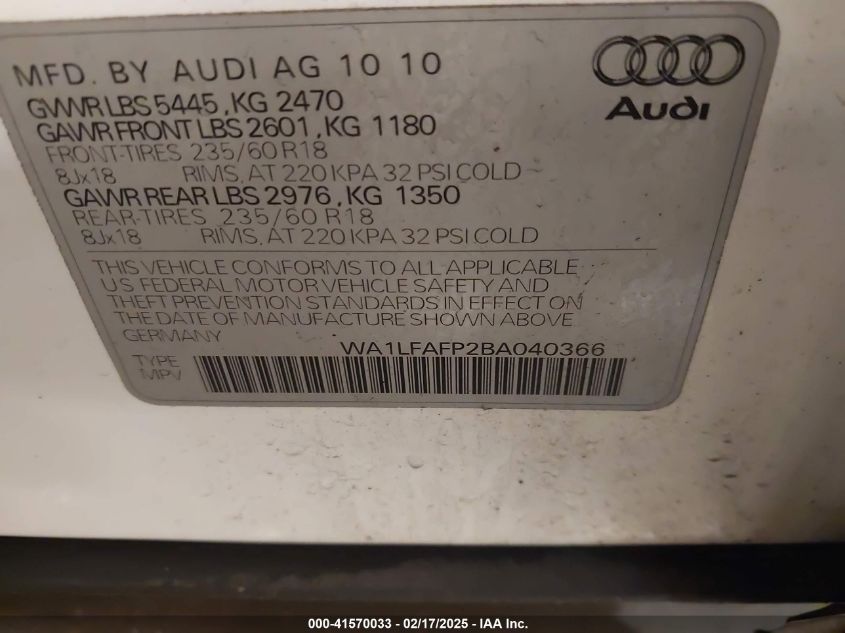 MFD. BY AUDI AG 10 10
Audi
GVWR LBS 5445, KG 2470
GAWR FRONT LBS 2601, KG 1180
FRONT-TIRES 235/60 R18
8Jx18 RIMS, AT 220 KPA 32 PSI COLD
GAWR REAR LBS 2976, KG 1350
REAR-TIRES 235/60 R18
8Jx18 RIMS, AT 220 KPA 32 PSI COLD
THIS VEHICLE CONFORMS TO ALL APPLICABLE
U.S. FEDERAL MOTOR VEHICLE SAFETY AND
THEFT PREVENTION STANDARDS IN EFFECT ON
THE DATE OF MANUFACTURE SHOWN ABOVE.
GERMANY
WA1LFAFP2BA040366
TYPE
MPV
000-41570033 - 02/17/2025 - IAA Inc.